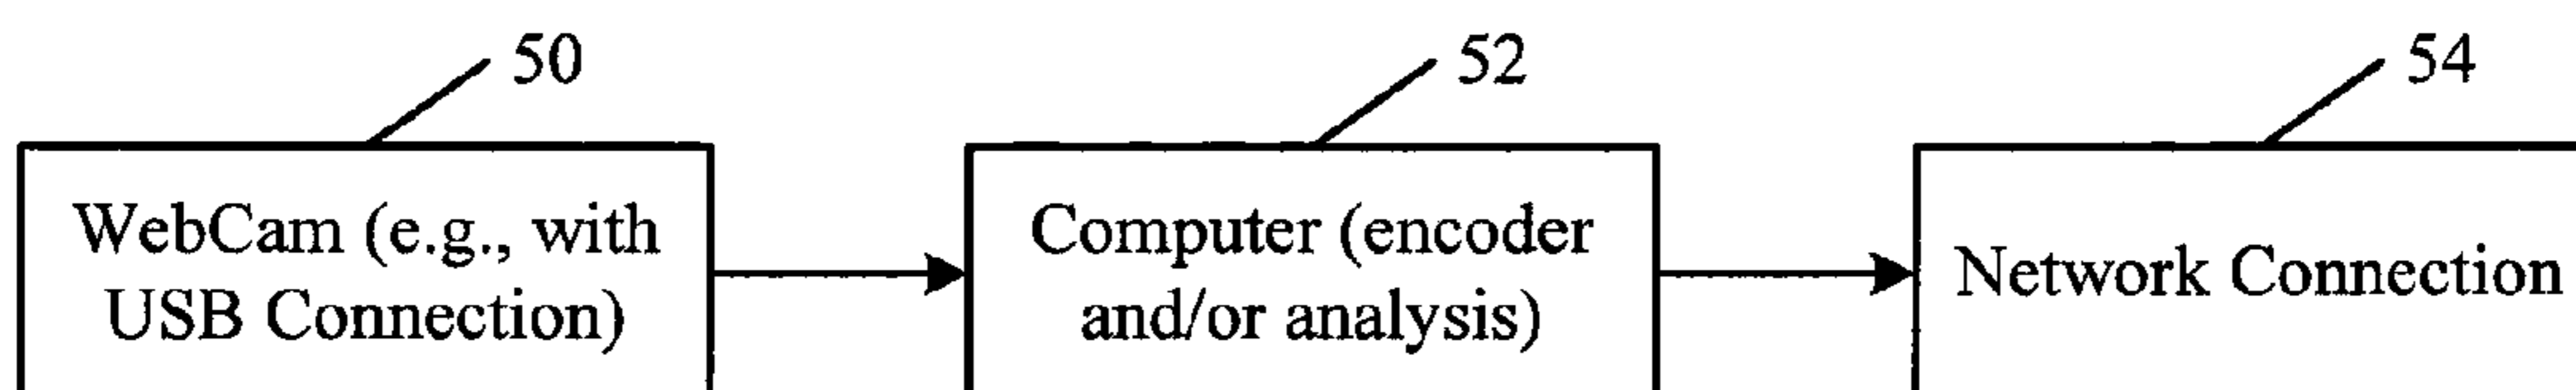 50
52
54
WebCam (e.g., with
USB Connection)
Computer (encoder
and/or analysis)
Network Connection